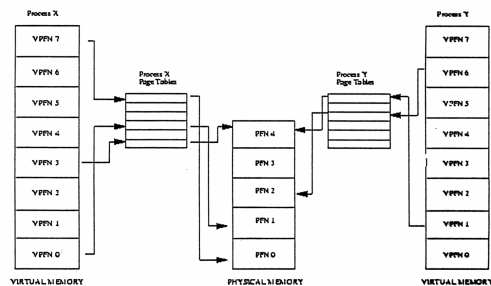 Process X
VPFN 7
VPFN 6
VPFN 5
VPFN 4
VPFN 3
VPFN 2
VPFN 1
VPFN 0
VIRTUAL MEMORY
Process X
Page Tables
PFN 4
PFN 3
PFN 2
PFN 1
PFN 0
PHYSICAL MEMORY
Process Y
Page Tables
Process Y
VPFN 7
VPFN 6
VPFN 5
VPFN 4
VPFN 3
VPFN 2
VPFN 1
VPFN 0
VIRTUAL MEMORY